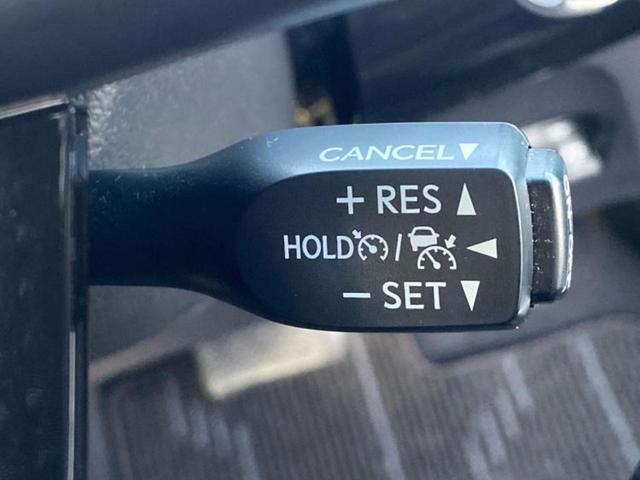 CANCEL▼
+ RES ▲
HOLD / ◀
− SET ▼